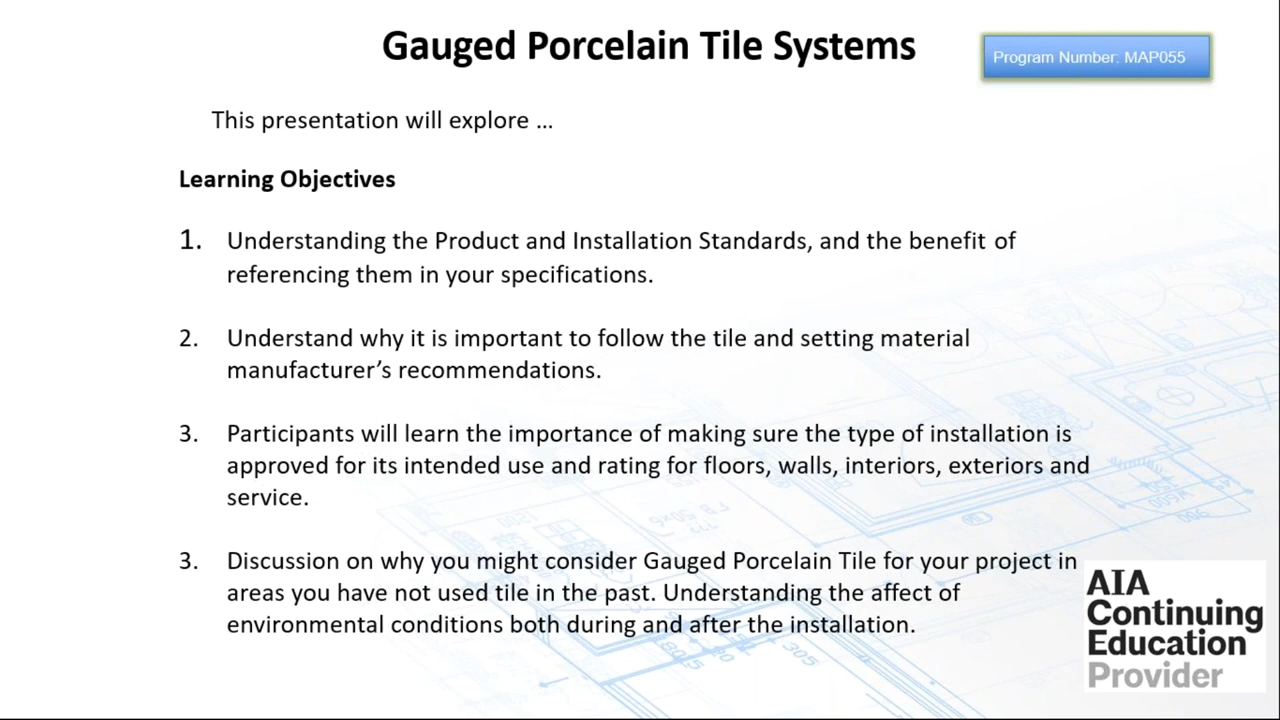 Gauged Porcelain Tile Systems
Program Number: MAP055
This presentation will explore ...
Learning Objectives
1. Understanding the Product and Installation Standards, and the benefit of
referencing them in your specifications.
2. Understand why it is important to follow the tile and setting material
manufacturer’s recommendations.
3. Participants will learn the importance of making sure the type of installation is
approved for its intended use and rating for floors, walls, interiors, exteriors and
service.
3. Discussion on why you might consider Gauged Porcelain Tile for your project in
areas you have not used tile in the past. Understanding the affect of
environmental conditions both during and after the installation.
AIA
Continuing
Education
Provider
305